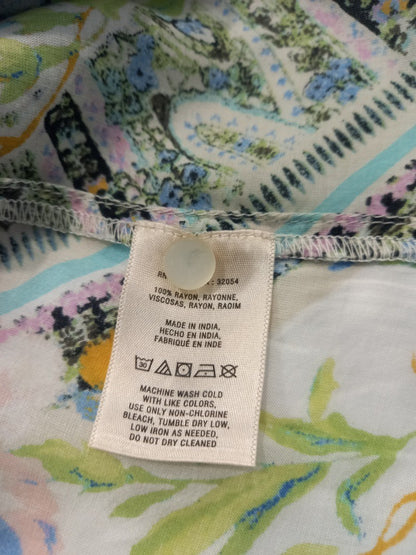 RN : 32054
100% RAYON, RAYONNE,
VISCOSAS, RAYON, RAOIM
MADE IN INDIA,
HECHO EN INDIA,
FABRIQUÉ EN INDE
30
MACHINE WASH COLD
WITH LIKE COLORS,
USE ONLY NON-CHLORINE
BLEACH, TUMBLE DRY LOW,
LOW IRON AS NEEDED,
DO NOT DRY CLEANED